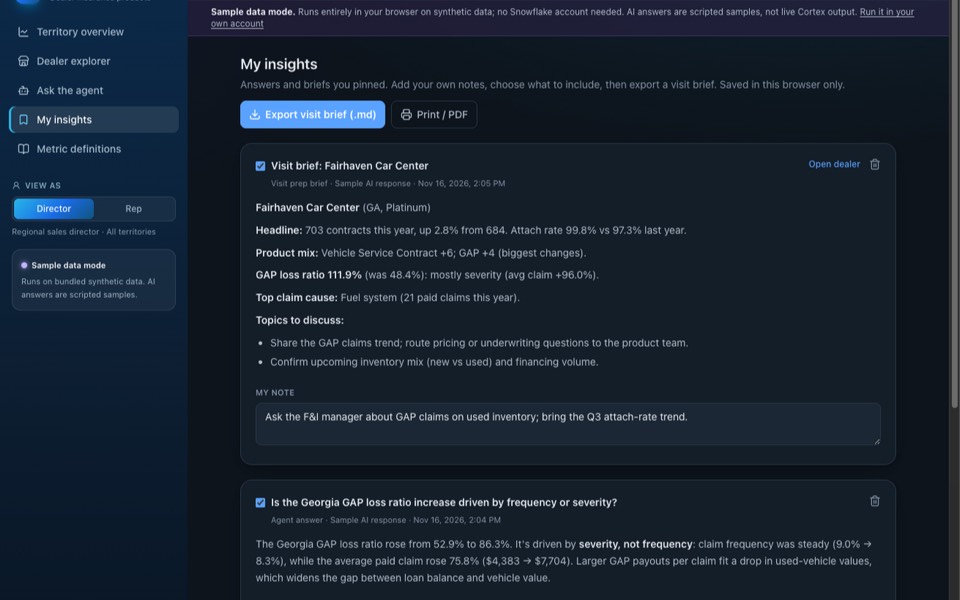 Sample data mode. Runs entirely in your browser on synthetic data; no Snowflake account needed. AI answers are scripted samples, not live Cortex output. Run it in your
own account
Territory overview
Dealer explorer
Ask the agent
My insights
Metric definitions
VIEW AS
Director
Rep
Regional sales director · All territories
Sample data mode
Runs on bundled synthetic data. AI
answers are scripted samples.
My insights
Answers and briefs you pinned. Add your own notes, choose what to include, then export a visit brief. Saved in this browser only.
Export visit brief (.md)
Print / PDF
Visit brief: Fairhaven Car Center
Open dealer
Visit prep brief · Sample AI response · Nov 16, 2026, 2:05 PM
Fairhaven Car Center (GA, Platinum)
Headline: 703 contracts this year, up 2.8% from 684. Attach rate 99.8% vs 97.3% last year.
Product mix: Vehicle Service Contract +6; GAP +4 (biggest changes).
GAP loss ratio 111.9% (was 48.4%): mostly severity (avg claim +96.0%).
Top claim cause: Fuel system (21 paid claims this year).
Topics to discuss:
• Share the GAP claims trend; route pricing or underwriting questions to the product team.
• Confirm upcoming inventory mix (new vs used) and financing volume.
MY NOTE
Ask the F&I manager about GAP claims on used inventory; bring the Q3 attach-rate trend.
Is the Georgia GAP loss ratio increase driven by frequency or severity?
Agent answer · Sample AI response · Nov 16, 2026, 2:04 PM
The Georgia GAP loss ratio rose from 52.9% to 86.3%. It's driven by severity, not frequency: claim frequency was steady (9.0% →
8.3%), while the average paid claim rose 75.8% ($4,383 → $7,704). Larger GAP payouts per claim fit a drop in used-vehicle values,
which widens the gap between loan balance and vehicle value.